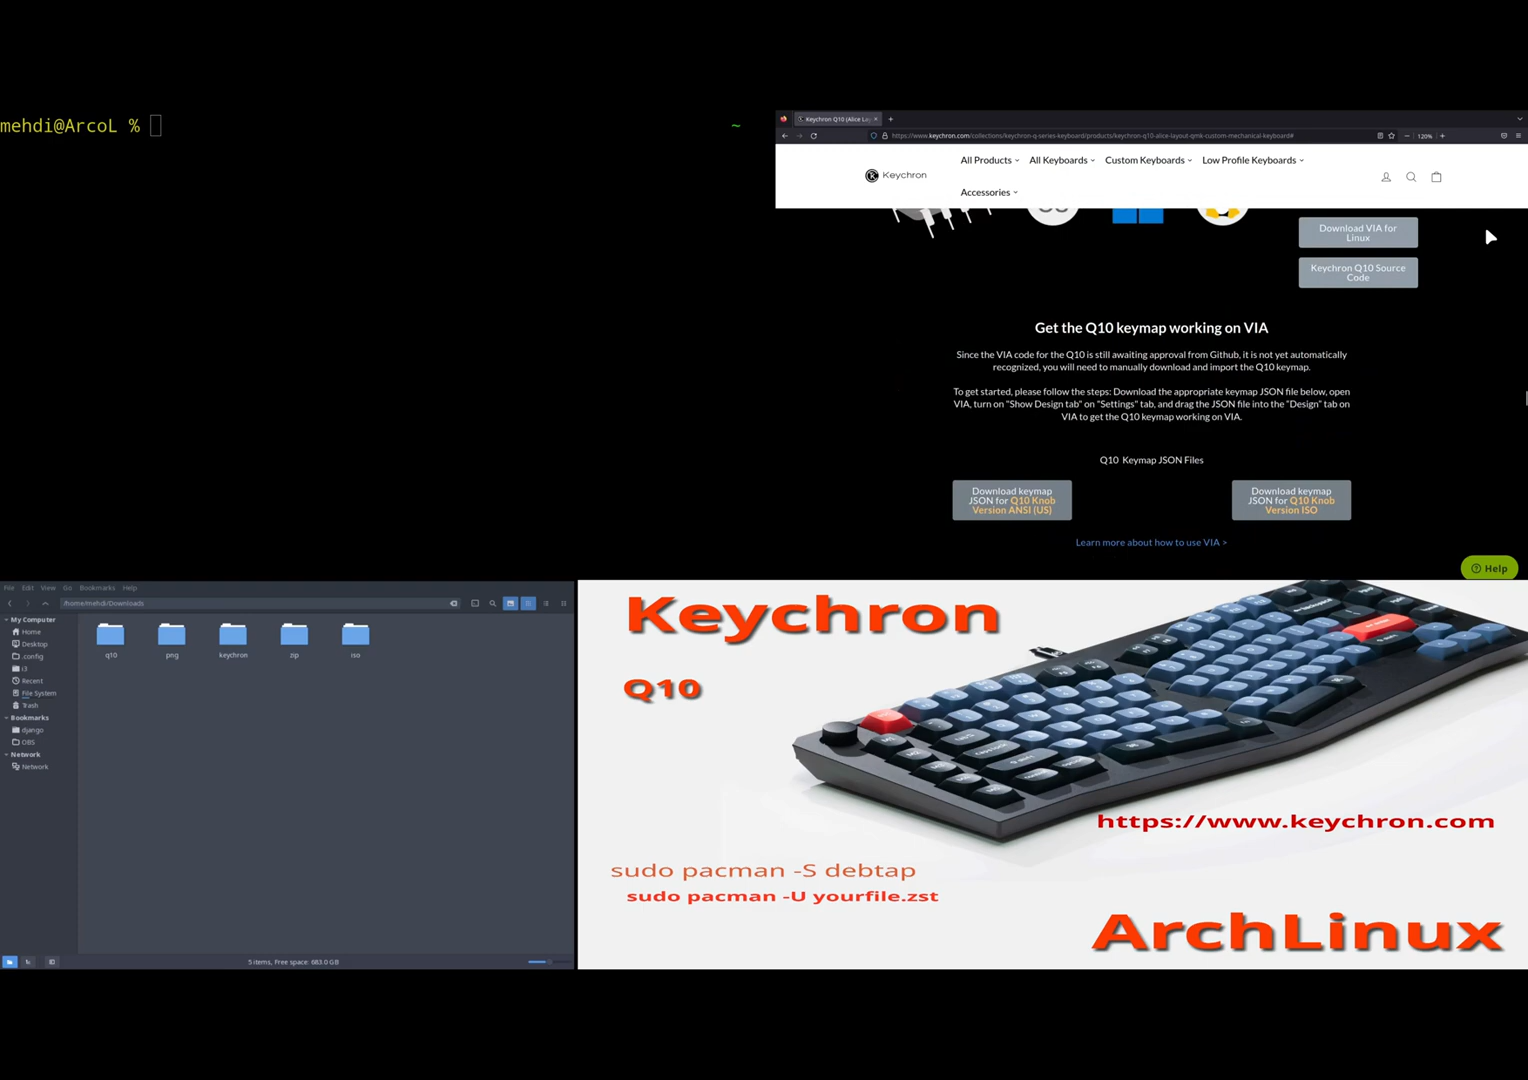 mehdi@ArcoL %
~
Keychron Q10 (Alice Lay
https://www.keychron.com/collections/keychron-q-series-keyboard/products/keychron-q10-alice-layout-qmk-custom-mechanical-keyboard#
120%
Keychron
All Products
All Keyboards
Custom Keyboards
Low Profile Keyboards
Accessories
Download VIA for
Linux
Keychron Q10 Source
Code
Get the Q10 keymap working on VIA
Since the VIA code for the Q10 is still awaiting approval from Github, it is not yet automatically
recognized, you will need to manually download and import the Q10 keymap.
To get started, please follow the steps: Download the appropriate keymap JSON file below, open
VIA, turn on "Show Design tab" on "Settings" tab, and drag the JSON file into the "Design" tab on
VIA to get the Q10 keymap working on VIA.
Q10 Keymap JSON Files
Download keymap
JSON for Q10 Knob
Version ANSI (US)
Download keymap
JSON for Q10 Knob
Version ISO
Learn more about how to use VIA >
Help
File Edit View Go Bookmarks Help
/home/mehdi/Downloads
My Computer
Home
Desktop
.config
i3
Recent
File System
Trash
Bookmarks
django
OBS
Network
Network
q10
png
keychron
zip
iso
5 items, Free space: 683.0 GB
Keychron
Q10
https://www.keychron.com
sudo pacman -S debtap
sudo pacman -U yourfile.zst
ArchLinux